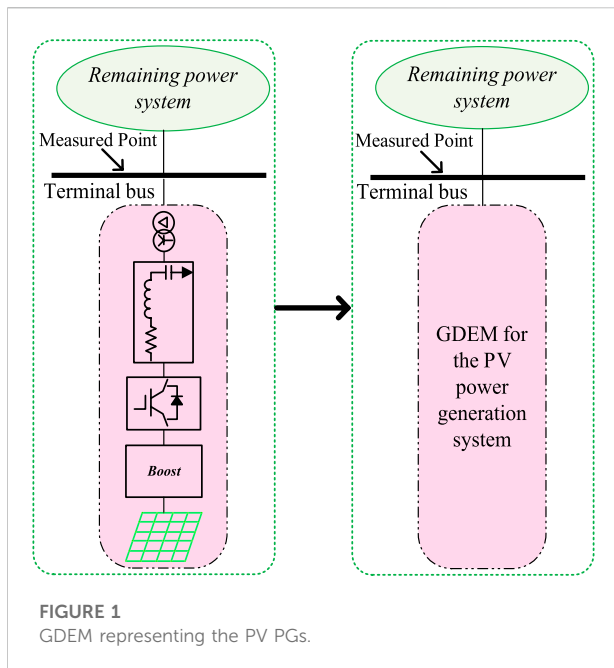 Remaining power
system
Measured Point
Terminal bus
Boost
Remaining power
system
Measured Point
Terminal bus
GDEM for
the PV
power
generation
system
FIGURE 1
GDEM representing the PV PGs.